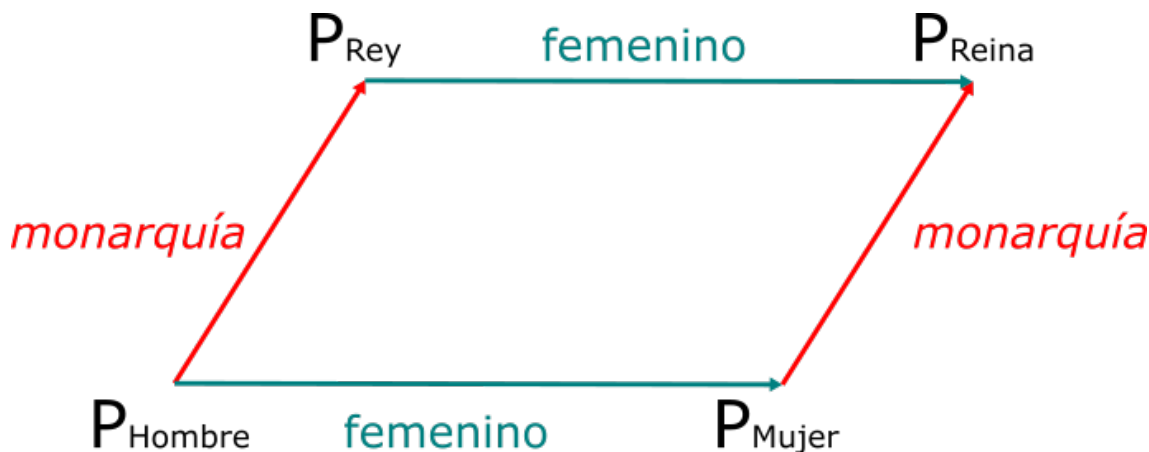 P Rey femenino P Reina
monarquía monarquía
P Hombre femenino P Mujer